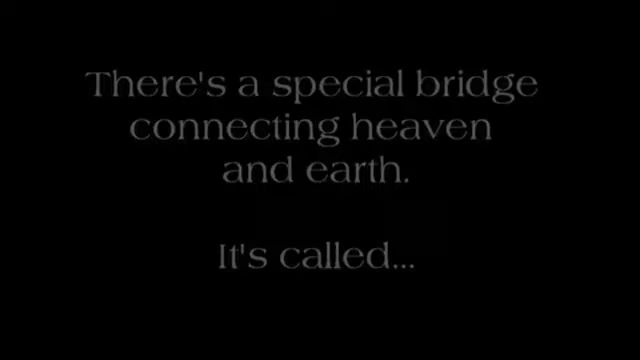 There's a special bridge
connecting heaven
and earth.
It's called...